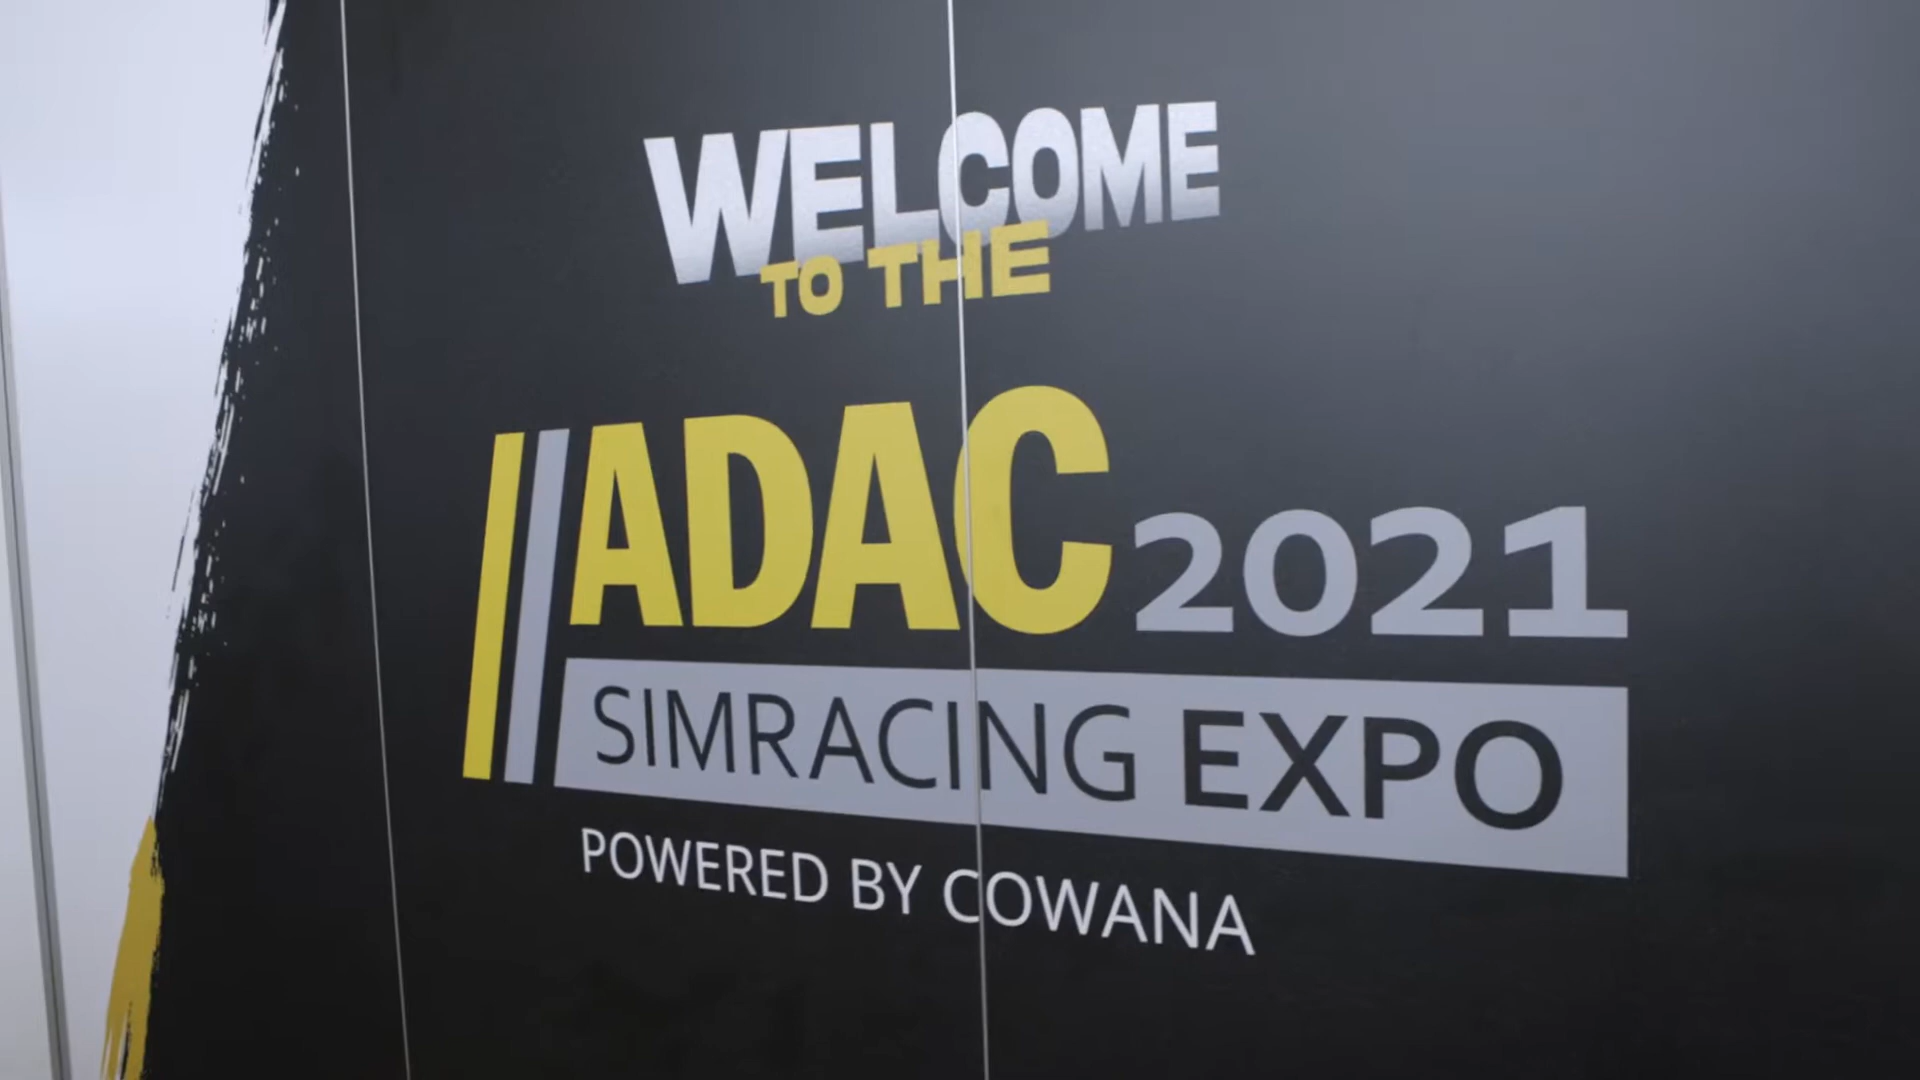 WELCOME
TO THE
ADAC 2021
SIMRACING EXPO
POWERED BY COWANA